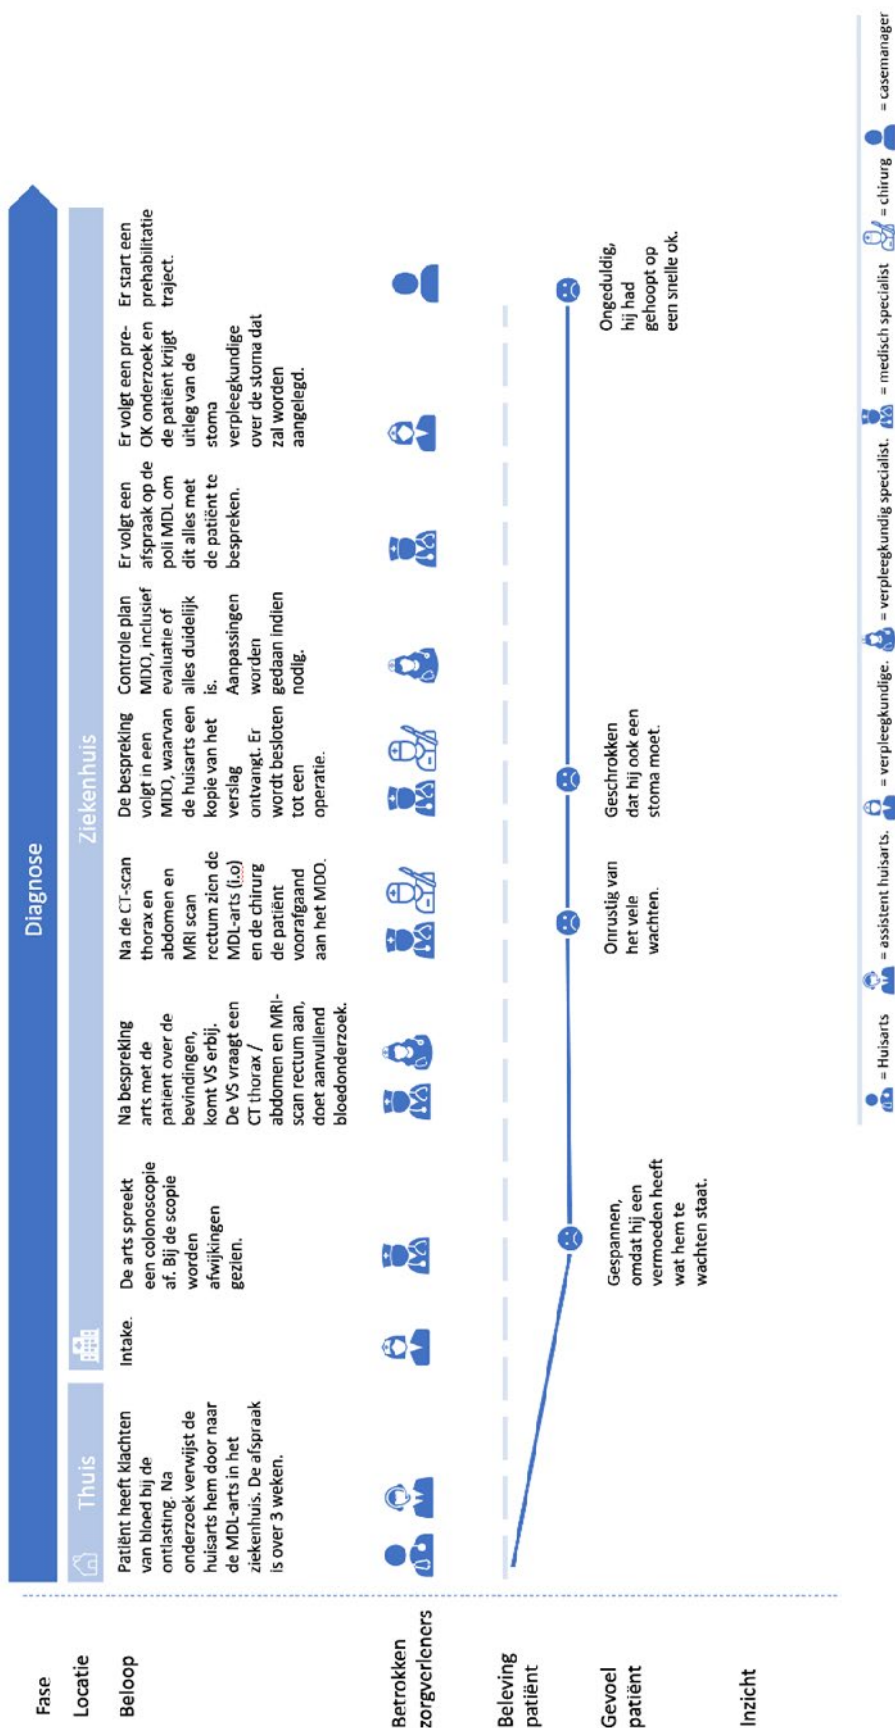 Fase
Diagnose
Locatie
Thuis
Ziekenhuis
Beloop
Patiënt heeft klachten
van bloed bij de
ontlasting. Na
onderzoek verwijst de
huisarts hem door naar
de MDL-arts in het
ziekenhuis. De afspraak
is over 3 weken.
Intake.
De arts spreekt
een colonoscopie
af. Bij de scopie
worden
afwijkingen
gezien.
Na bespreking
arts met de
patiënt over de
bevindingen,
komt VS erbij.
De VS vraagt een
CT thorax /
abdomen en MRI-
scan rectum aan,
doet aanvullend
bloedonderzoek.
Na de CT-scan
thorax en
abdomen en
MRI scan
rectum zien de
MDL-arts (i.o)
en de chirurg
de patiënt
voorafgaand
aan het MDO.
De bespreking
volgt in een
MDO, waarvan
de huisarts een
kopie van het
verslag
ontvangt. Er
wordt besloten
tot een
operatie.
Controle plan
MDO, inclusief
evaluatie of
alles duidelijk
is.
Aanpassingen
worden
gedaan indien
nodig.
Er volgt een
afspraak op de
poli MDL om
dit alles met
de patiënt te
bespreken.
Er volgt een pre-
OK onderzoek en
de patiënt krijgt
uitleg van de
stoma
verpleegkundige
over de stoma dat
zal worden
aangelegd.
Er start een
prehabilitatie
traject.
Betrokken
zorgverleners
Beleving
patiënt
Gevoel
patiënt
Gespannen,
omdat hij een
vermoeden heeft
wat hem te
wachten staat.
Onrustig van
het vele
wachten.
Geschrokken
dat hij ook een
stoma moet.
Ongeduldig,
hij had
gehoopt op
een snelle ok.
Inzicht
= Huisarts = assistent huisarts. = verpleegkundige. = verpleegkundig specialist. = medisch specialist = chirurg = casemanager